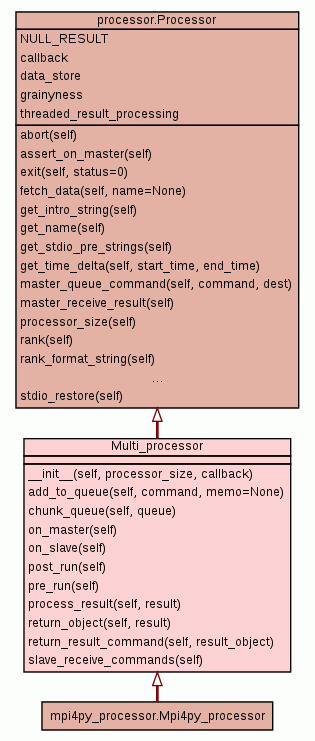 processor.Processor
NULL_RESULT
callback
data_store
grainyness
threaded_result_processing
abort(self)
assert_on_master(self)
exit(self, status=0)
fetch_data(self, name=None)
get_intro_string(self)
get_name(self)
get_stdio_pre_strings(self)
get_time_delta(self, start_time, end_time)
master_queue_command(self, command, dest)
master_receive_result(self)
processor_size(self)
rank(self)
rank_format_string(self)
...
stdio_restore(self)
Multi_processor
__init__(self, processor_size, callback)
add_to_queue(self, command, memo=None)
chunk_queue(self, queue)
on_master(self)
on_slave(self)
post_run(self)
pre_run(self)
process_result(self, result)
return_object(self, result)
return_result_command(self, result_object)
slave_receive_commands(self)
mpi4py_processor.Mpi4py_processor